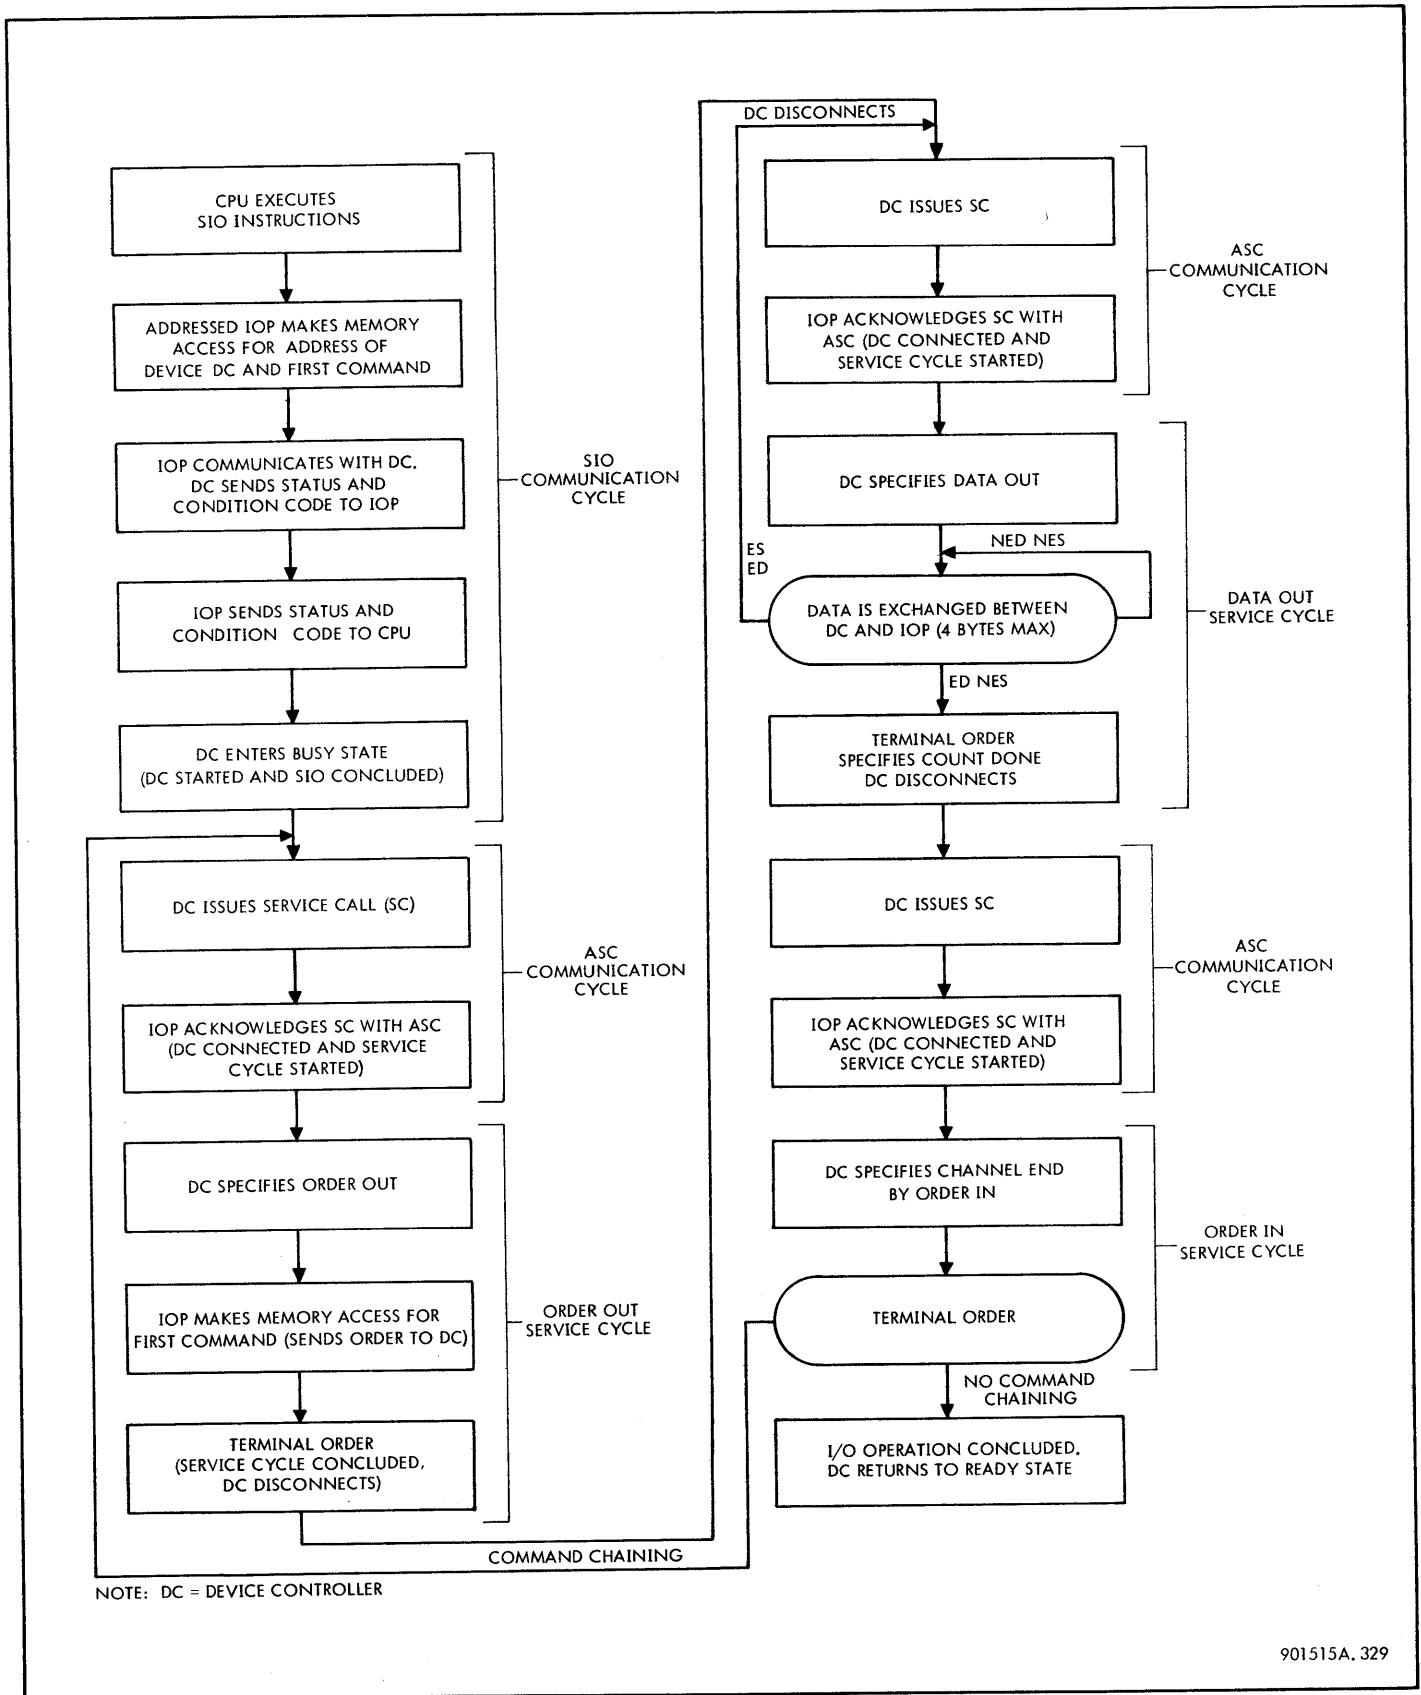 CPU EXECUTES
SIO INSTRUCTIONS
ADDRESSED IOP MAKES MEMORY
ACCESS FOR ADDRESS OF
DEVICE DC AND FIRST COMMAND
IOP COMMUNICATES WITH DC.
DC SENDS STATUS AND
CONDITION CODE TO IOP
IOP SENDS STATUS AND
CONDITION CODE TO CPU
DC ENTERS BUSY STATE
(DC STARTED AND SIO CONCLUDED)
SIO
COMMUNICATION
CYCLE
DC ISSUES SERVICE CALL (SC)
IOP ACKNOWLEDGES SC WITH ASC
(DC CONNECTED AND SERVICE
CYCLE STARTED)
ASC
COMMUNICATION
CYCLE
DC SPECIFIES ORDER OUT
IOP MAKES MEMORY ACCESS FOR
FIRST COMMAND (SENDS ORDER TO DC)
TERMINAL ORDER
(SERVICE CYCLE CONCLUDED,
DC DISCONNECTS)
ORDER OUT
SERVICE CYCLE
DC DISCONNECTS
DC ISSUES SC
IOP ACKNOWLEDGES SC WITH
ASC (DC CONNECTED AND
SERVICE CYCLE STARTED)
ASC
COMMUNICATION
CYCLE
DC SPECIFIES DATA OUT
NED NES
ES
ED
DATA IS EXCHANGED BETWEEN
DC AND IOP (4 BYTES MAX)
ED NES
TERMINAL ORDER
SPECIFIES COUNT DONE
DC DISCONNECTS
DATA OUT
SERVICE CYCLE
DC ISSUES SC
IOP ACKNOWLEDGES SC WITH
ASC (DC CONNECTED AND
SERVICE CYCLE STARTED)
ASC
COMMUNICATION
CYCLE
DC SPECIFIES CHANNEL END
BY ORDER IN
TERMINAL ORDER
ORDER IN
SERVICE CYCLE
NO COMMAND
CHAINING
I/O OPERATION CONCLUDED.
DC RETURNS TO READY STATE
COMMAND CHAINING
NOTE: DC = DEVICE CONTROLLER
901515A. 329